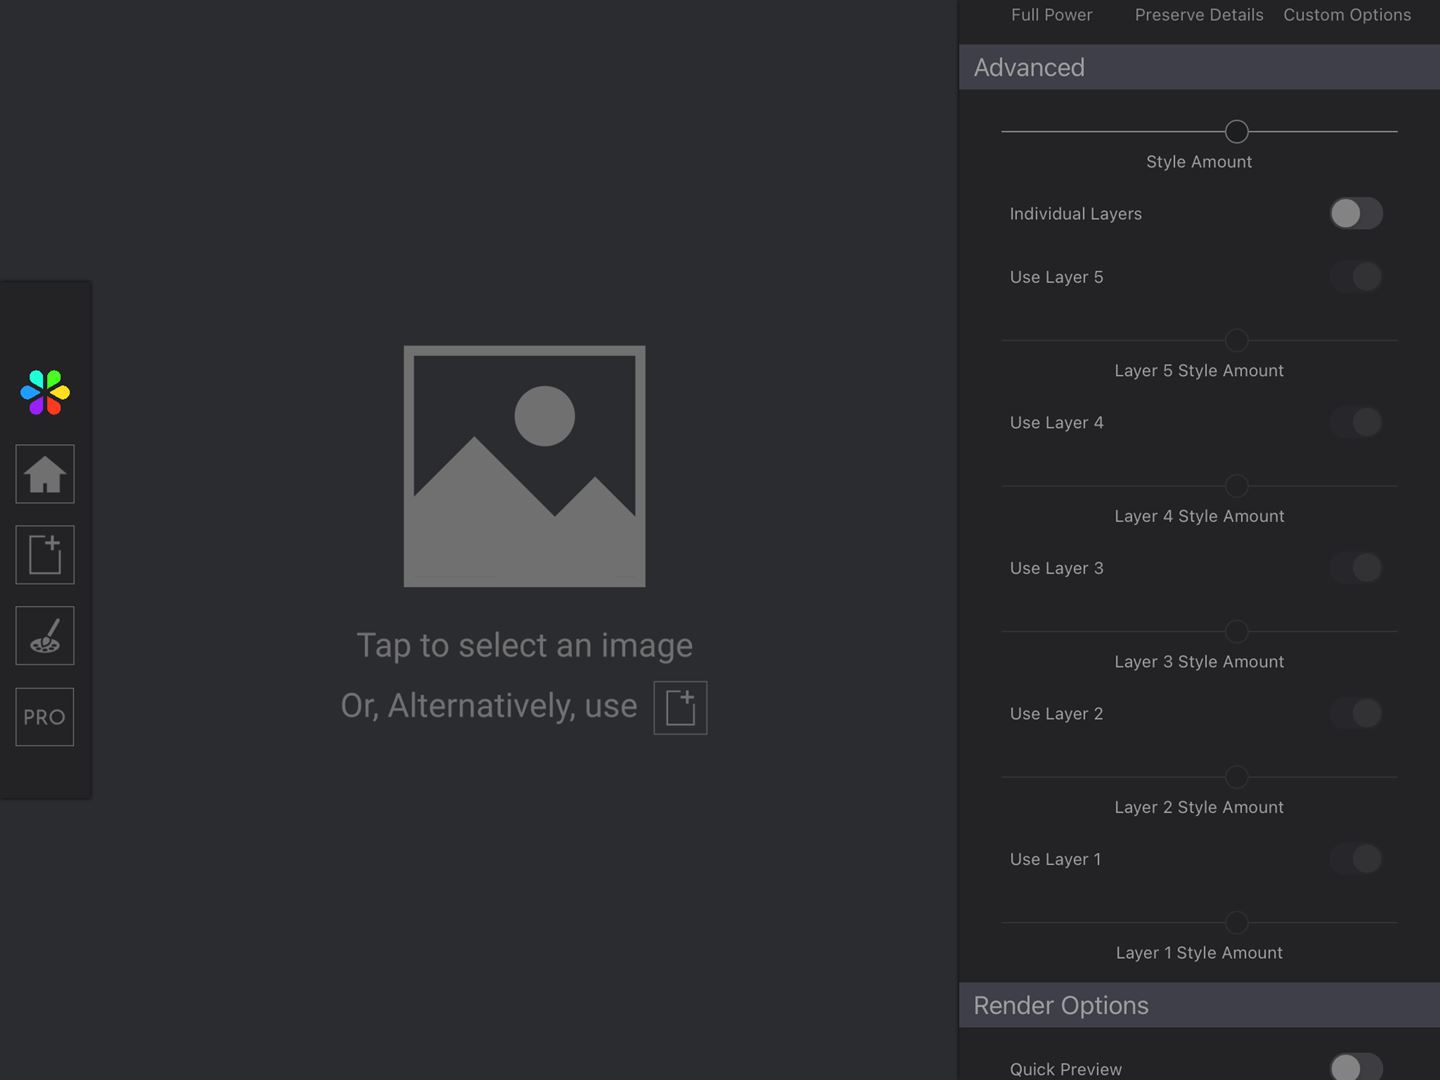 Full Power Preserve Details Custom Options
Advanced
Style Amount
Individual Layers
Use Layer 5
Layer 5 Style Amount
Use Layer 4
Layer 4 Style Amount
Use Layer 3
Layer 3 Style Amount
Use Layer 2
Layer 2 Style Amount
Use Layer 1
Layer 1 Style Amount
Render Options
Quick Preview
PRO
Tap to select an image
Or, Alternatively, use